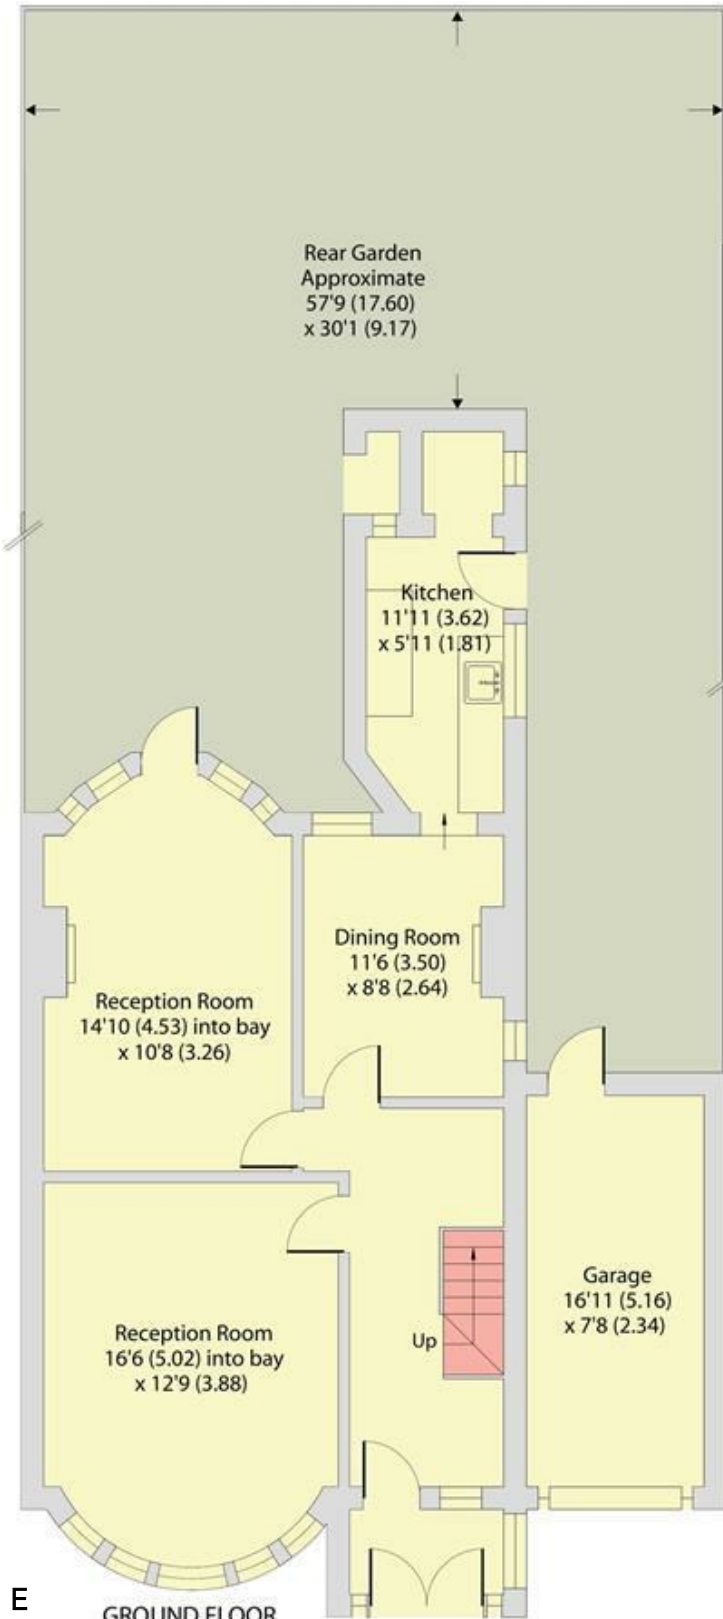 Rear Garden
Approximate
57'9 (17.60)
x 30'1 (9.17)
Kitchen
11'11 (3.62)
x 5'11 (1.81)
Dining Room
11'6 (3.50)
x 8'8 (2.64)
Reception Room
14'10 (4.53) into bay
x 10'8 (3.26)
Garage
16'11 (5.16)
x 7'8 (2.34)
Up
Reception Room
16'6 (5.02) into bay
x 12'9 (3.88)
E
GROUND FLOOR